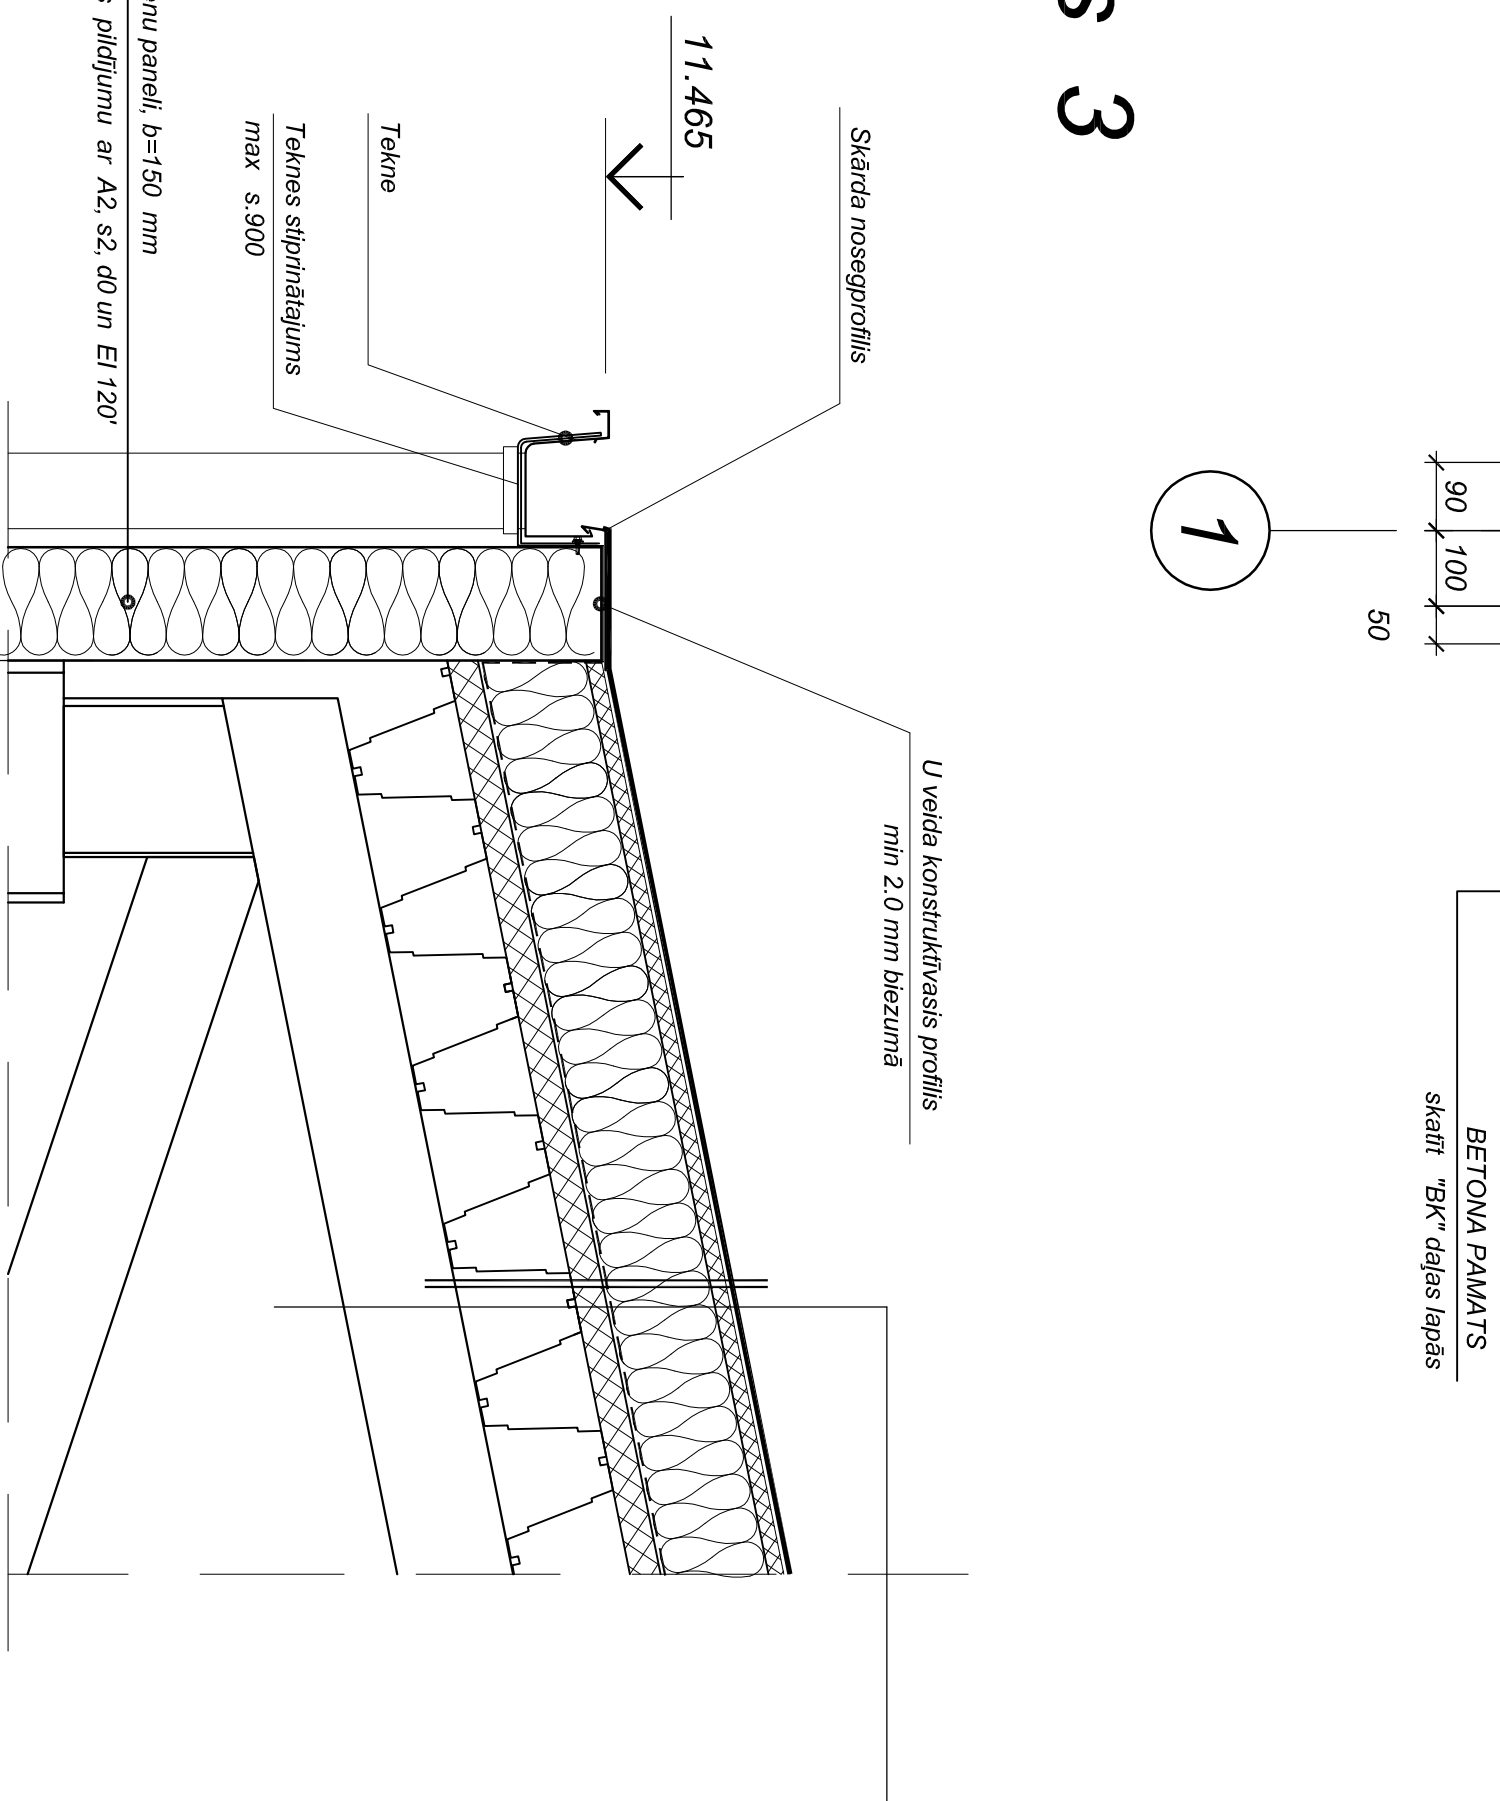 s 3
11.465
Skārda nosegprofilis
Tekne
Teknes stiprinātajums
max s.900
enu paneli, b=150 mm
s pildījumu ar A2, s2, d0 un EI 120'
U veida konstruktīvasis profilis
min 2.0 mm biezumā
1
90
100
50
BETONA PAMATS
skatīt "BK" daļas lapās